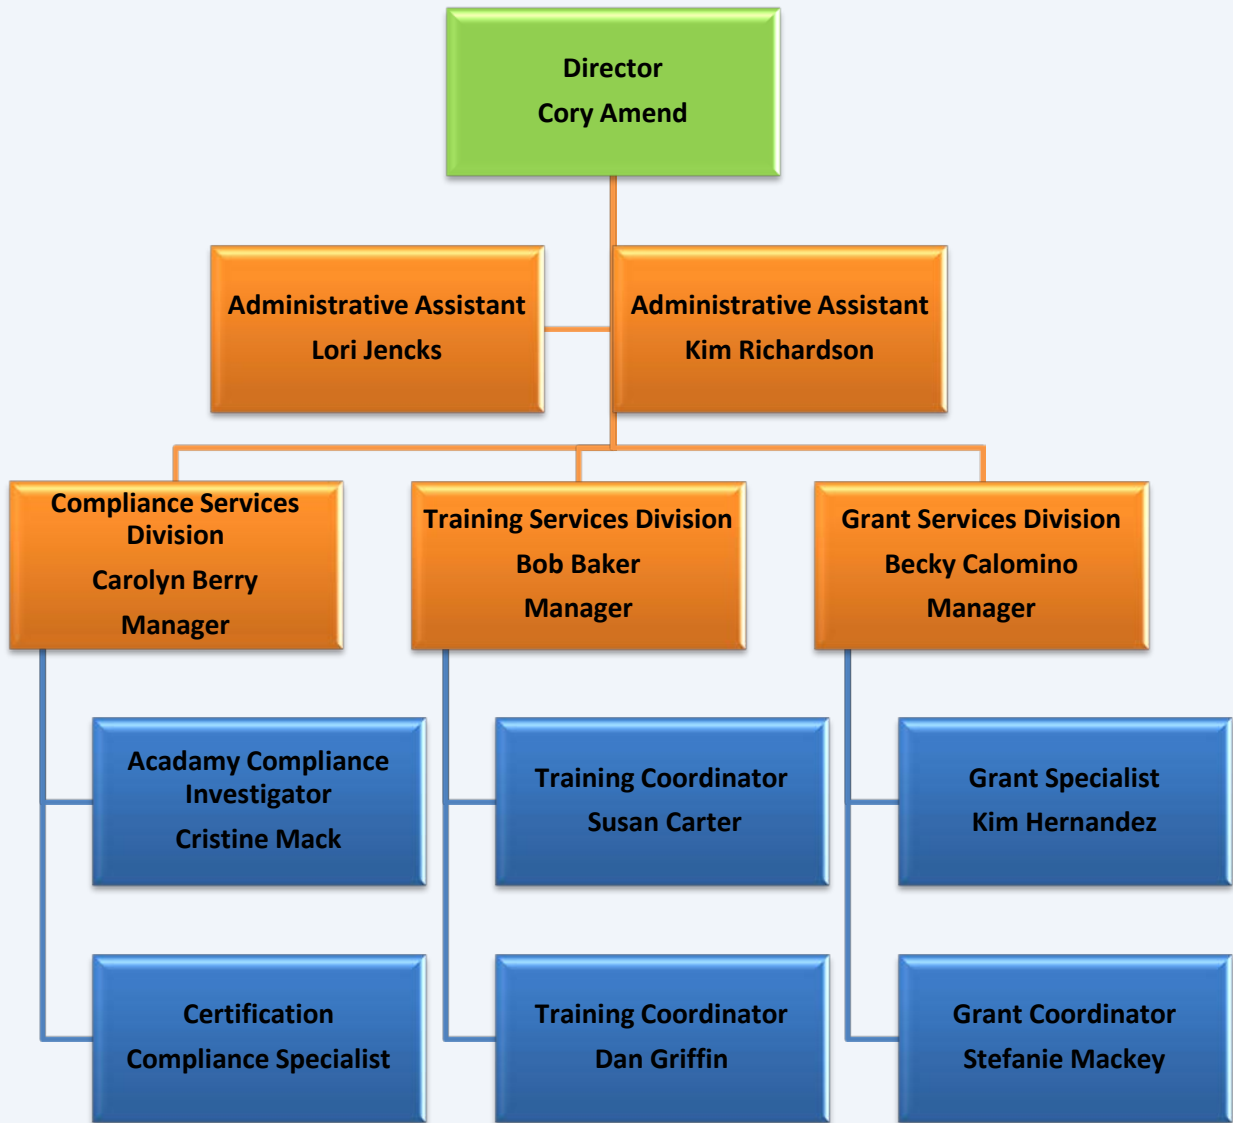 Director
Cory Amend
Administrative Assistant
Lori Jencks
Administrative Assistant
Kim Richardson
Compliance Services
Division
Carolyn Berry
Manager
Training Services Division
Bob Baker
Manager
Grant Services Division
Becky Calomino
Manager
Acadamy Compliance
Investigator
Cristine Mack
Training Coordinator
Susan Carter
Grant Specialist
Kim Hernandez
Certification
Compliance Specialist
Training Coordinator
Dan Griffin
Grant Coordinator
Stefanie Mackey